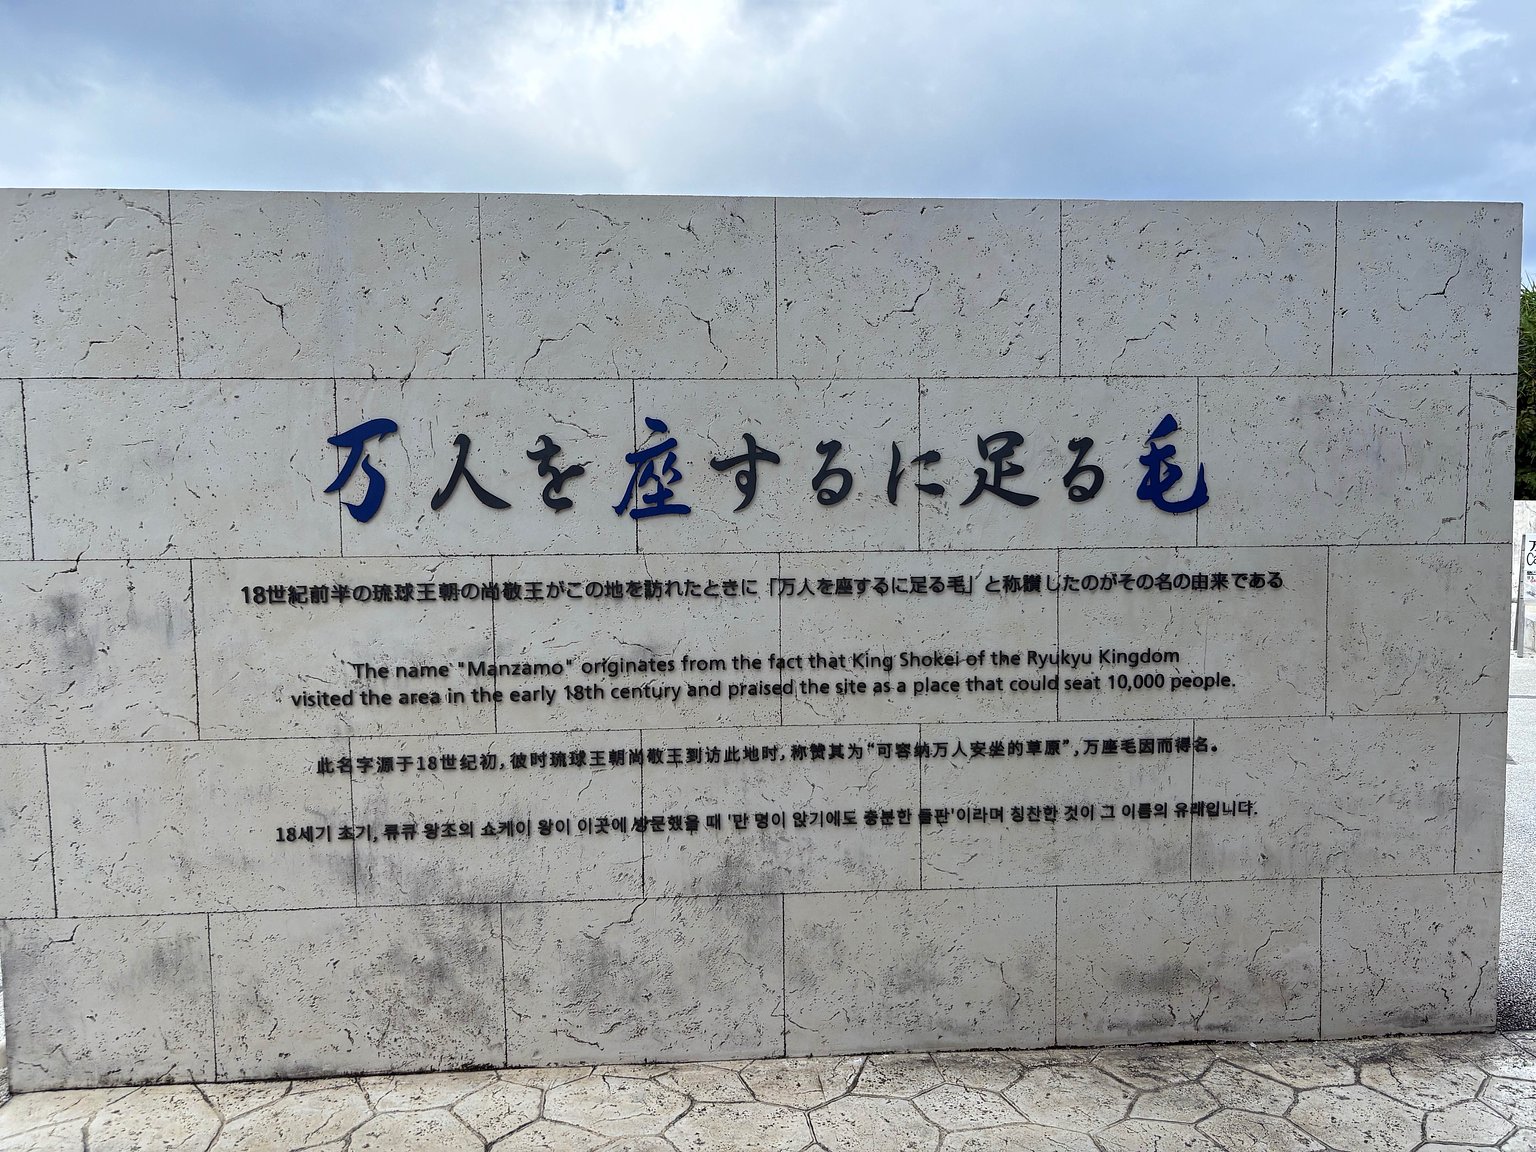 万人を座するに足る毛
18世紀前半の琉球王朝の尚敬王がこの地を訪れたときに「万人を座するに足る毛」と称讃したのがその名の由来である
The name "Manzamo" originates from the fact that King Shokei of the Ryukyu Kingdom
visited the area in the early 18th century and praised the site as a place that could seat 10,000 people.
此名字源于18世纪初,彼时琉球王朝尚敬王到访此地时,称赞其为“可容纳万人安坐的草原”,万座毛因而得名。
18세기 초기, 류큐 왕조의 쇼케이 왕이 이곳에 방문했을 때 '만 명이 앉기에도 충분한 들판'이라며 칭찬한 것이 그 이름의 유래입니다.